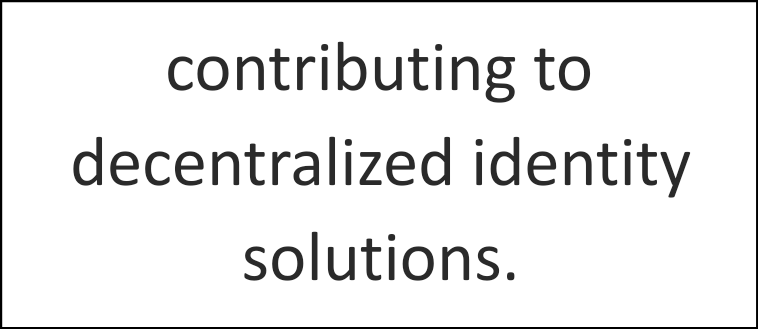 contributing to
decentralized identity
solutions.